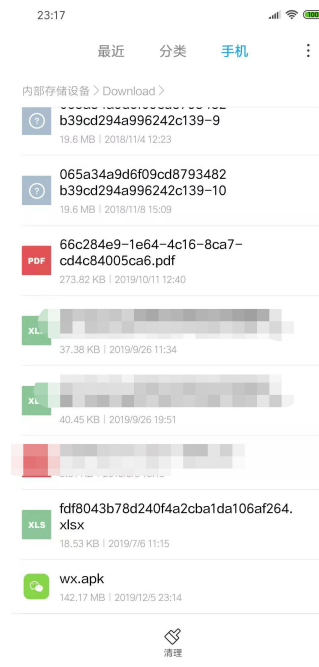 23:17
100
最近 分类 手机
内部存储设备 > Download >
b39cd294a996242c139-9
19.6 MB | 2018/11/4 12:23
065a34a9d6f09cd8793482
b39cd294a996242c139-10
19.6 MB | 2018/11/8 15:09
PDF
66c284e9-1e64-4c16-8ca7-
cd4c84005ca6.pdf
273.82 KB | 2019/10/11 12:40
37.38 KB | 2019/9/26 11:34
40.45 KB | 2019/9/26 19:51
XLS
fdf8043b78d240f4a2cba1da106af264.
xlsx
18.53 KB | 2019/7/6 11:15
wx.apk
142.17 MB | 2019/12/5 23:14
清理